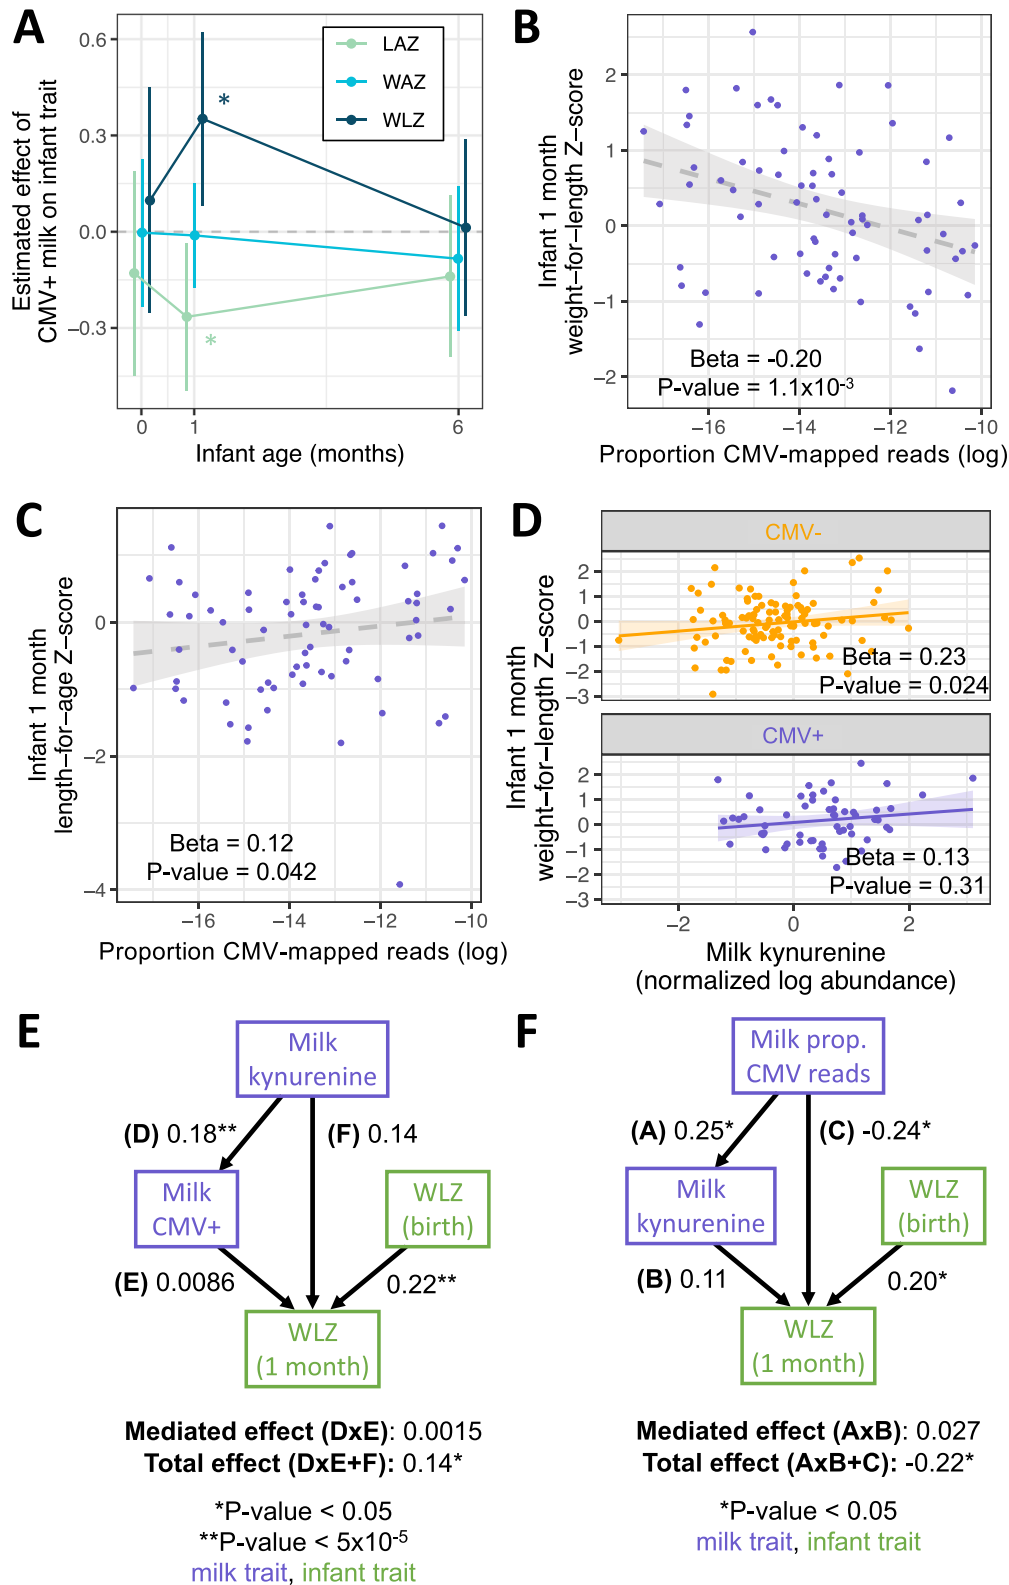 A
Estimated effect of
CMV+ milk on infant trait
0.6
0.3
0.0
−0.3
LAZ
WAZ
WLZ
*
*
0
1
6
Infant age (months)
B
Infant 1 month
weight−for−length Z−score
2
1
0
−1
−2
Beta = -0.20
P-value = 1.1x10-3
−16
−14
−12
−10
Proportion CMV-mapped reads (log)
C
Infant 1 month
length−for−age Z−score
0
−2
−4
Beta = 0.12
P-value = 0.042
−16
−14
−12
−10
Proportion CMV-mapped reads (log)
D
Infant 1 month
weight−for−length Z−score
CMV-
2
1
0
−1
−2
−3
Beta = 0.23
P-value = 0.024
CMV+
2
1
0
−1
−2
−3
Beta = 0.13
P-value = 0.31
−2
0
2
Milk kynurenine
(normalized log abundance)
E
Milk
kynurenine
(D) 0.18**
(F) 0.14
Milk
CMV+
WLZ
(birth)
(E) 0.0086
0.22**
WLZ
(1 month)
Mediated effect (DxE): 0.0015
Total effect (DxE+F): 0.14*
*P-value < 0.05
**P-value < 5x10-5
milk trait, infant trait
F
Milk prop.
CMV reads
(A) 0.25*
(C) -0.24*
Milk
kynurenine
WLZ
(birth)
(B) 0.11
0.20*
WLZ
(1 month)
Mediated effect (AxB): 0.027
Total effect (AxB+C): -0.22*
*P-value < 0.05
milk trait, infant trait